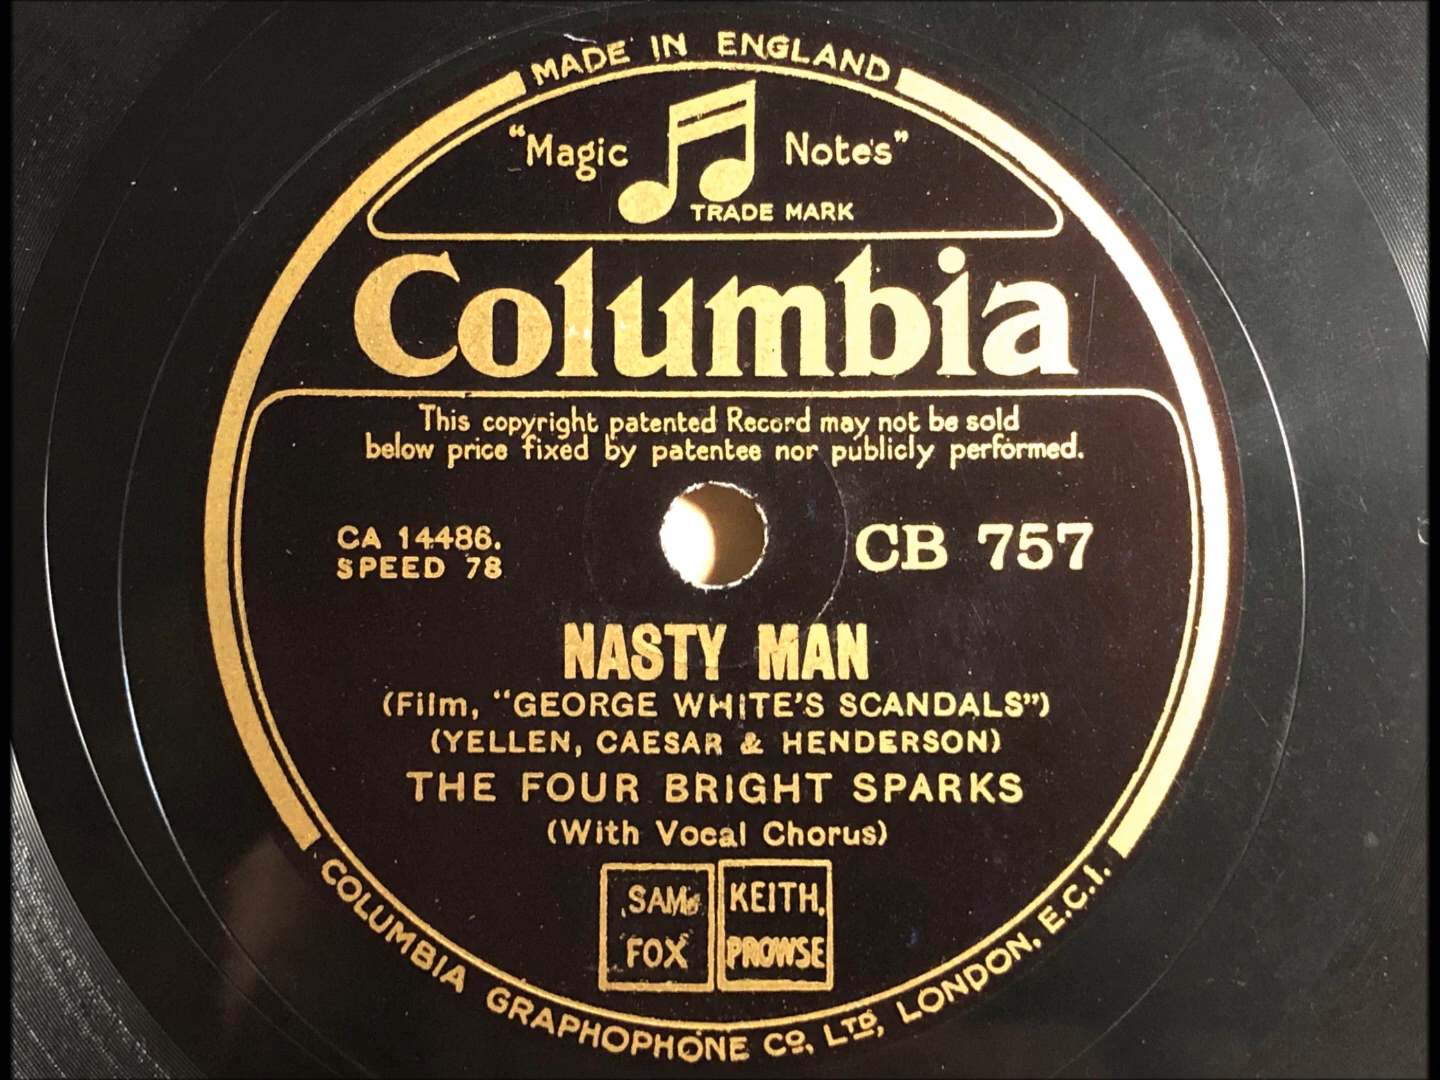 MADE IN ENGLAND
"Magic Notes"
TRADE MARK
Columbia
This copyright patented Record may not be sold
below price fixed by patentee nor publicly performed.
CA 14486.
SPEED 78
CB 757
NASTY MAN
(Film, "GEORGE WHITE'S SCANDALS")
(YELLEN, CAESAR & HENDERSON)
THE FOUR BRIGHT SPARKS
(With Vocal Chorus)
SAM
FOX
KEITH,
PROWSE
COLUMBIA GRAPHOPHONE CO, LTD, LONDON, E.C.1.